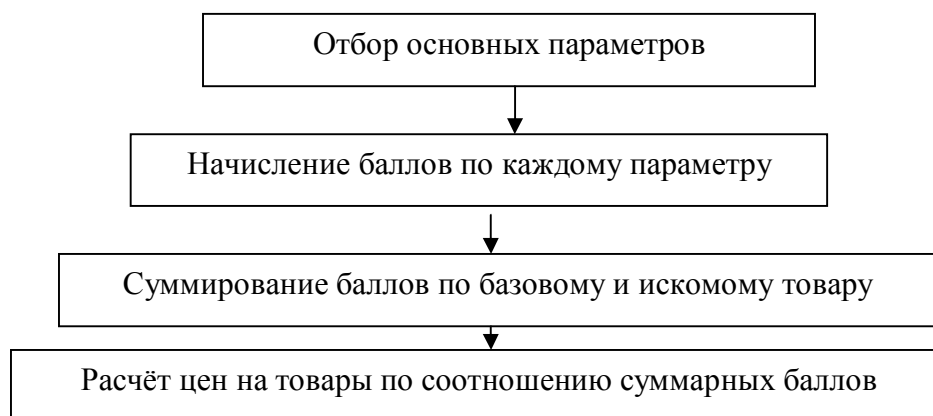 Отбор основных параметров
Начисление баллов по каждому параметру
Суммирование баллов по базовому и искомому товару
Расчёт цен на товары по соотношению суммарных баллов